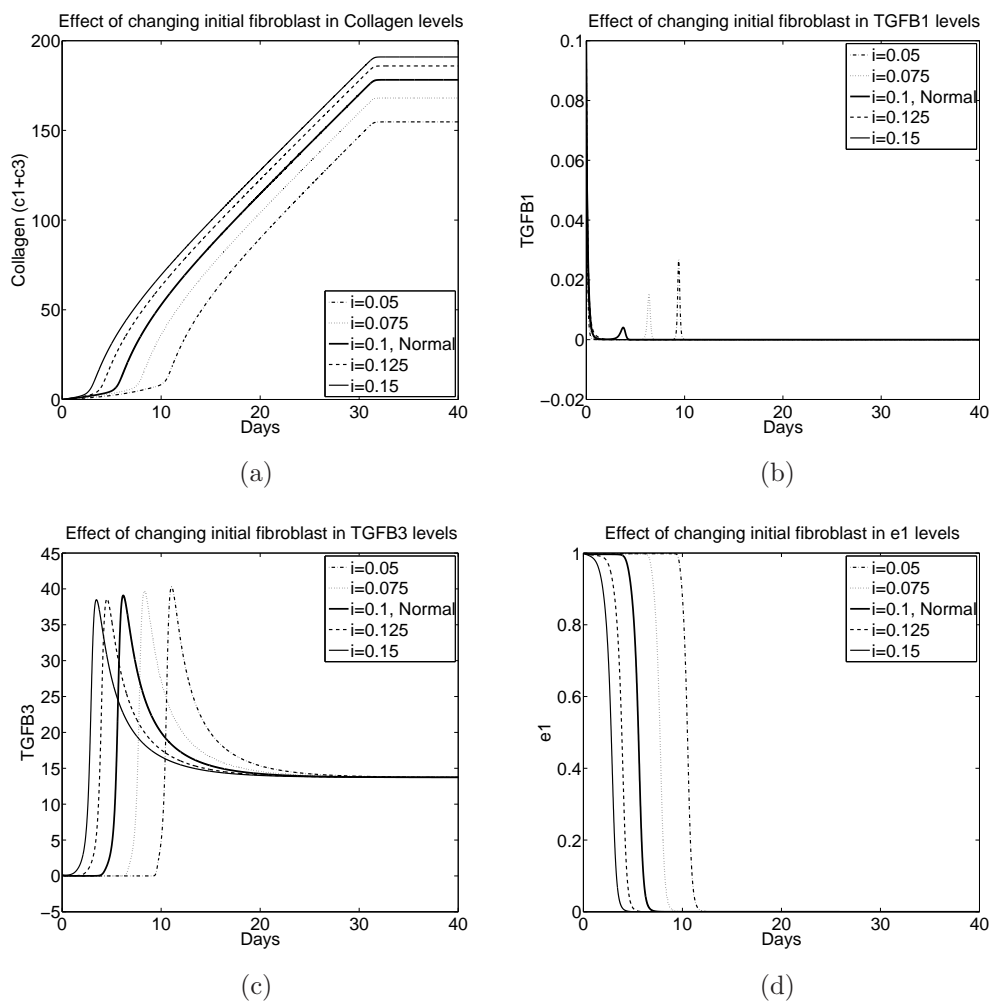 Effect of changing initial fibroblast in Collagen levels
200
150
100
50
0
0
10
20
30
40
Collagen (c1+c3)
Days
i=0.05
i=0.075
i=0.1, Normal
i=0.125
i=0.15
(a)
Effect of changing initial fibroblast in TGFB1 levels
0.1
0.08
0.06
0.04
0.02
0
−0.02
0
10
20
30
40
TGFB1
Days
i=0.05
i=0.075
i=0.1, Normal
i=0.125
i=0.15
(b)
Effect of changing initial fibroblast in TGFB3 levels
45
40
35
30
25
20
15
10
5
0
−5
0
10
20
30
40
TGFB3
Days
i=0.05
i=0.075
i=0.1, Normal
i=0.125
i=0.15
(c)
Effect of changing initial fibroblast in e1 levels
1
0.8
0.6
0.4
0.2
0
0
10
20
30
40
e1
Days
i=0.05
i=0.075
i=0.1, Normal
i=0.125
i=0.15
(d)